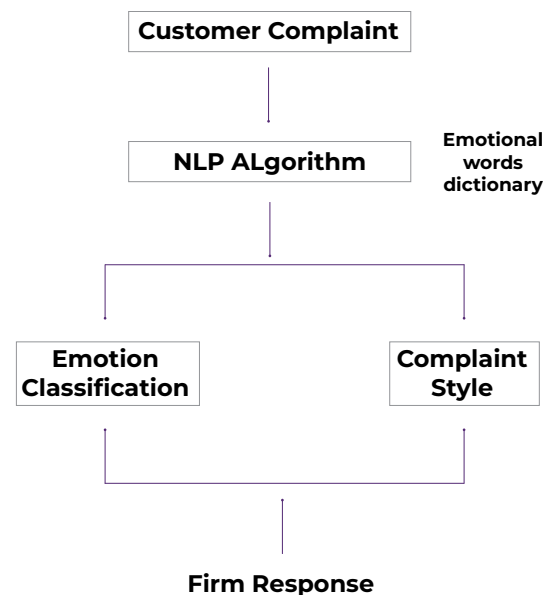 Customer Complaint
NLP ALgorithm
Emotional
words
dictionary
Emotion
Classification
Complaint
Style
Firm Response